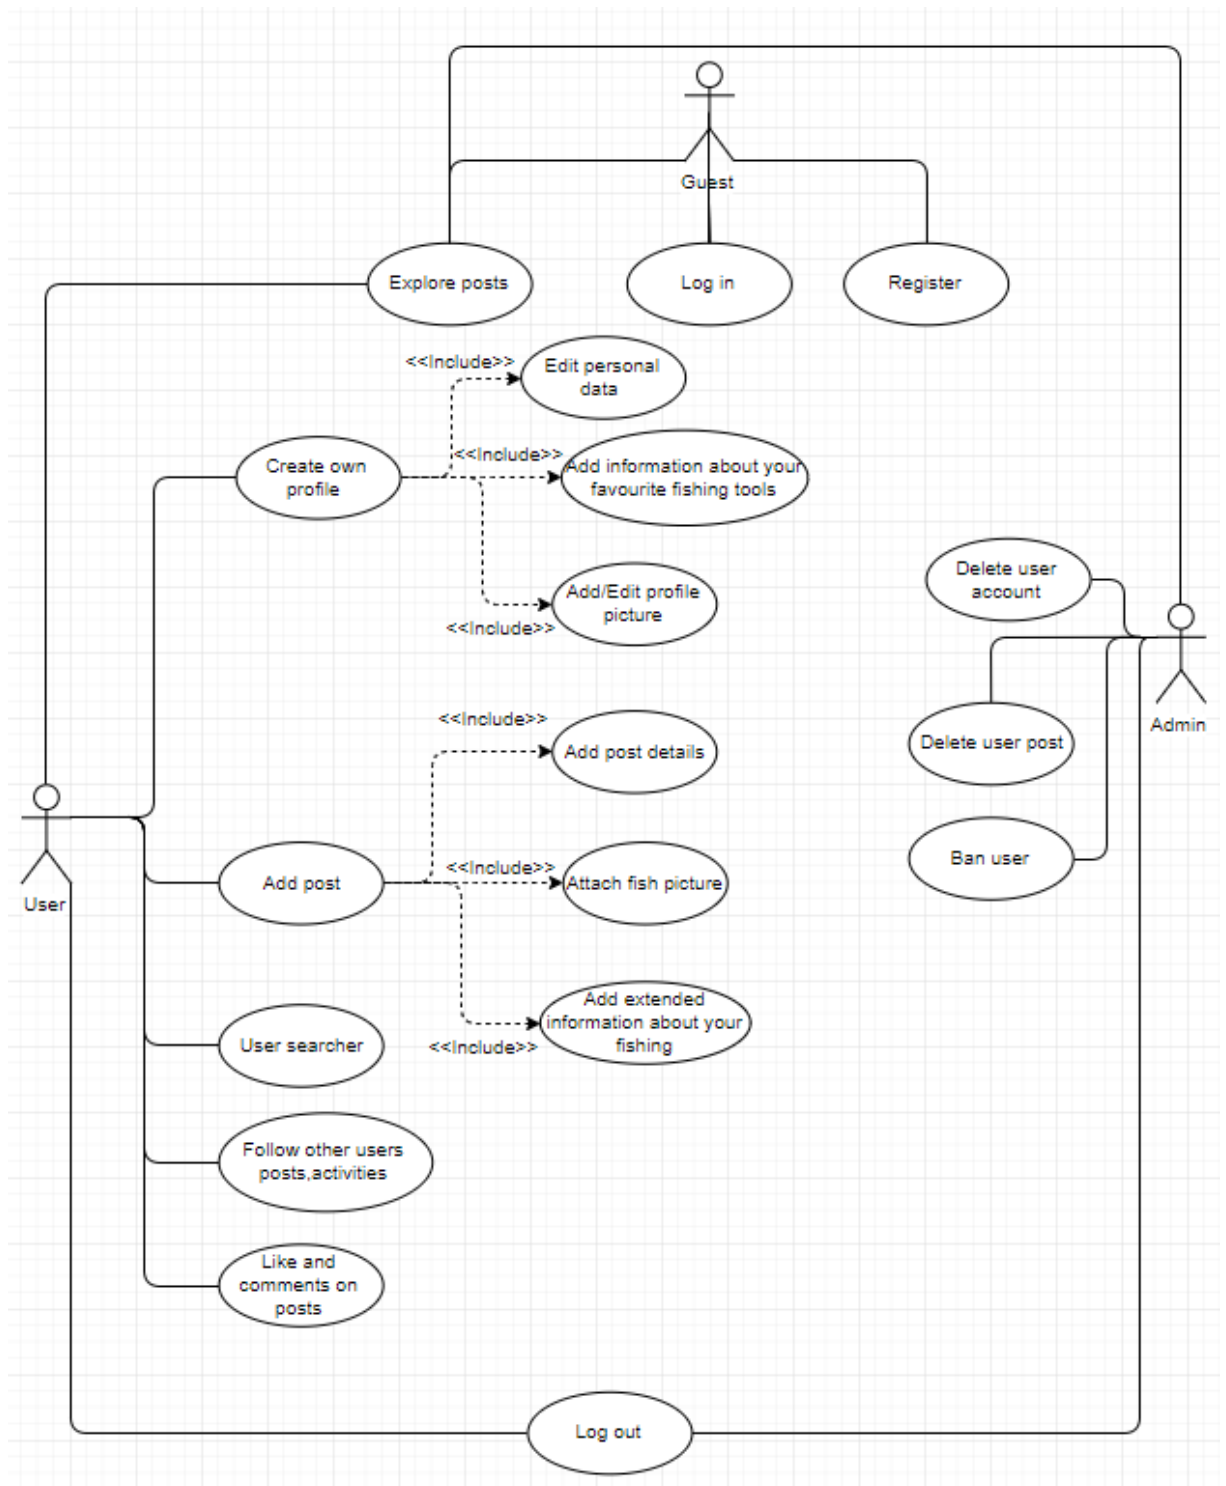 Guest
Explore posts
Log in
Register
<<Include>>
Edit personal
data
<<Include>>
Create own
profile
Add information about your
favourite fishing tools
Delete user
account
Add/Edit profile
picture
<<Include>>
<<Include>>
Add post details
Delete user post
Admin
Ban user
<<Include>>
Add post
Attach fish picture
User
Add extended
information about your
fishing
<<Include>>
User searcher
Follow other users
posts,activities
Like and
comments on
posts
Log out